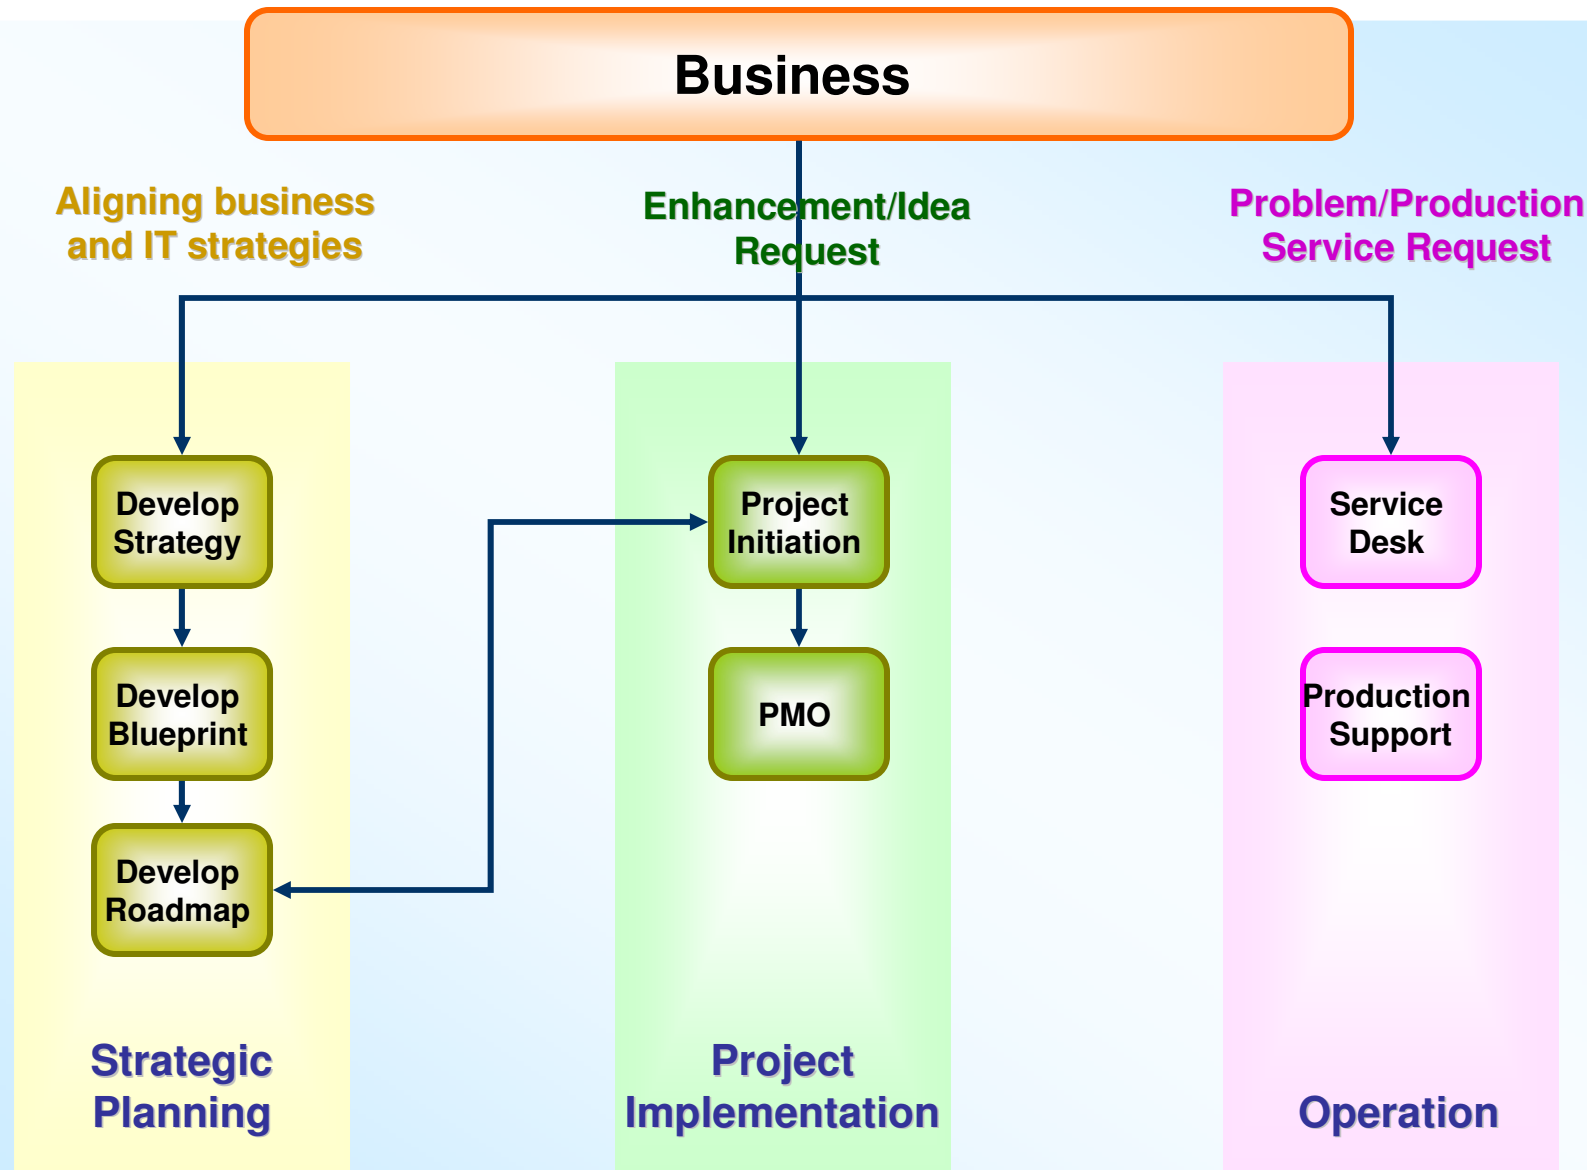 Business
Aligning business
and IT strategies
Enhancement/Idea
Request
Problem/Production
Service Request
Develop
Strategy
Develop
Blueprint
Develop
Roadmap
Strategic
Planning
Project
Initiation
PMO
Project
Implementation
Service
Desk
Production
Support
Operation